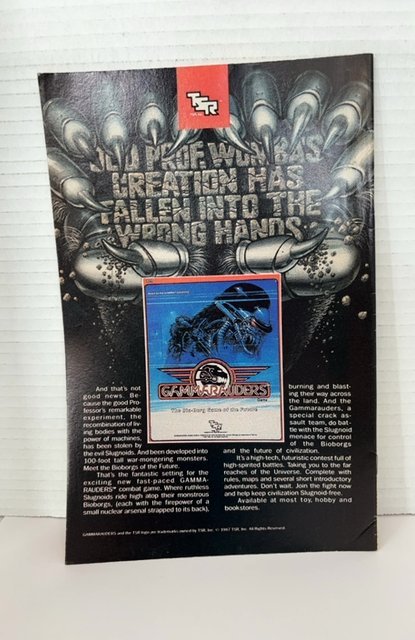 TSR
PROF. WOM HAS
CREATION HAS
FALLEN INTO THE
WRONG HANDS
GAMMARAUDERS
The Bio-Borg Game of the Future
TSR
And that's not
good news. Be-
cause the good Pro-
fessor's remarkable
experiment, the
recombination of liv-
ing bodies with the
power of machines,
has been stolen by
the evil Slugnoids. And been developed into
100-foot tall war-mongering monsters.
Meet the Bioborgs of the Future.
That's the fantastic setting for the
exciting new fast-paced GAMMA-
RAUDERS™ combat game. Where ruthless
Slugnoids ride high atop their monstrous
Bioborgs, (each with the firepower of a
small nuclear arsenal strapped to its back),
burning and blast-
ing their way across
the land. And the
Gammarauders, a
special crack as-
sault team, do bat-
tle with the Slugnoid
menace for control
of the Bioborgs
and the future of civilization.
It's a high-tech, futuristic contest full of
high-spirited battles. Taking you to the far
reaches of the Universe. Complete with
rules, maps and several short introductory
adventures. Don't wait. Join the fight now
and help keep civilization Slugnoid-free.
Available at most toy, hobby and
bookstores.
GAMMARAUDERS and the TSR logo are trademarks owned by TSR, Inc. © 1987 TSR, Inc. All Rights Reserved.